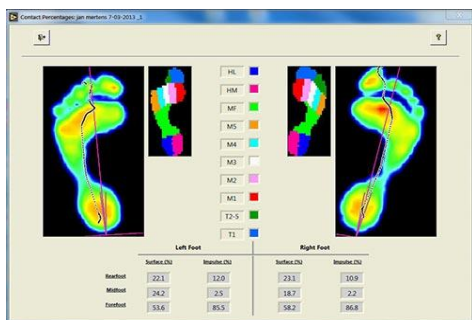 Contact Percentages: jan mertens 7-03-2013 _1
?
HL
HM
MF
M5
M4
M3
M2
M1
T2-5
T1
Left Foot Right Foot
Surface (%) Impulse (%) Surface (%) Impulse (%)
Rearfoot 22.1 12.0 23.1 10.9
Midfoot 24.2 2.5 18.7 2.2
Forefoot 53.6 85.5 58.2 86.8